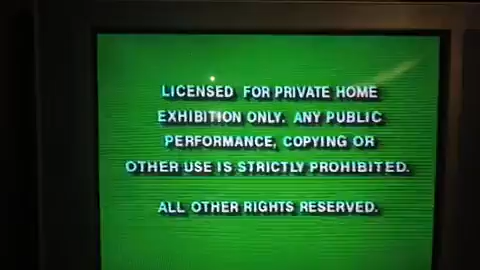 LICENSED FOR PRIVATE HOME
EXHIBITION ONLY. ANY PUBLIC
PERFORMANCE, COPYING OR
OTHER USE IS STRICTLY PROHIBITED.
ALL OTHER RIGHTS RESERVED.